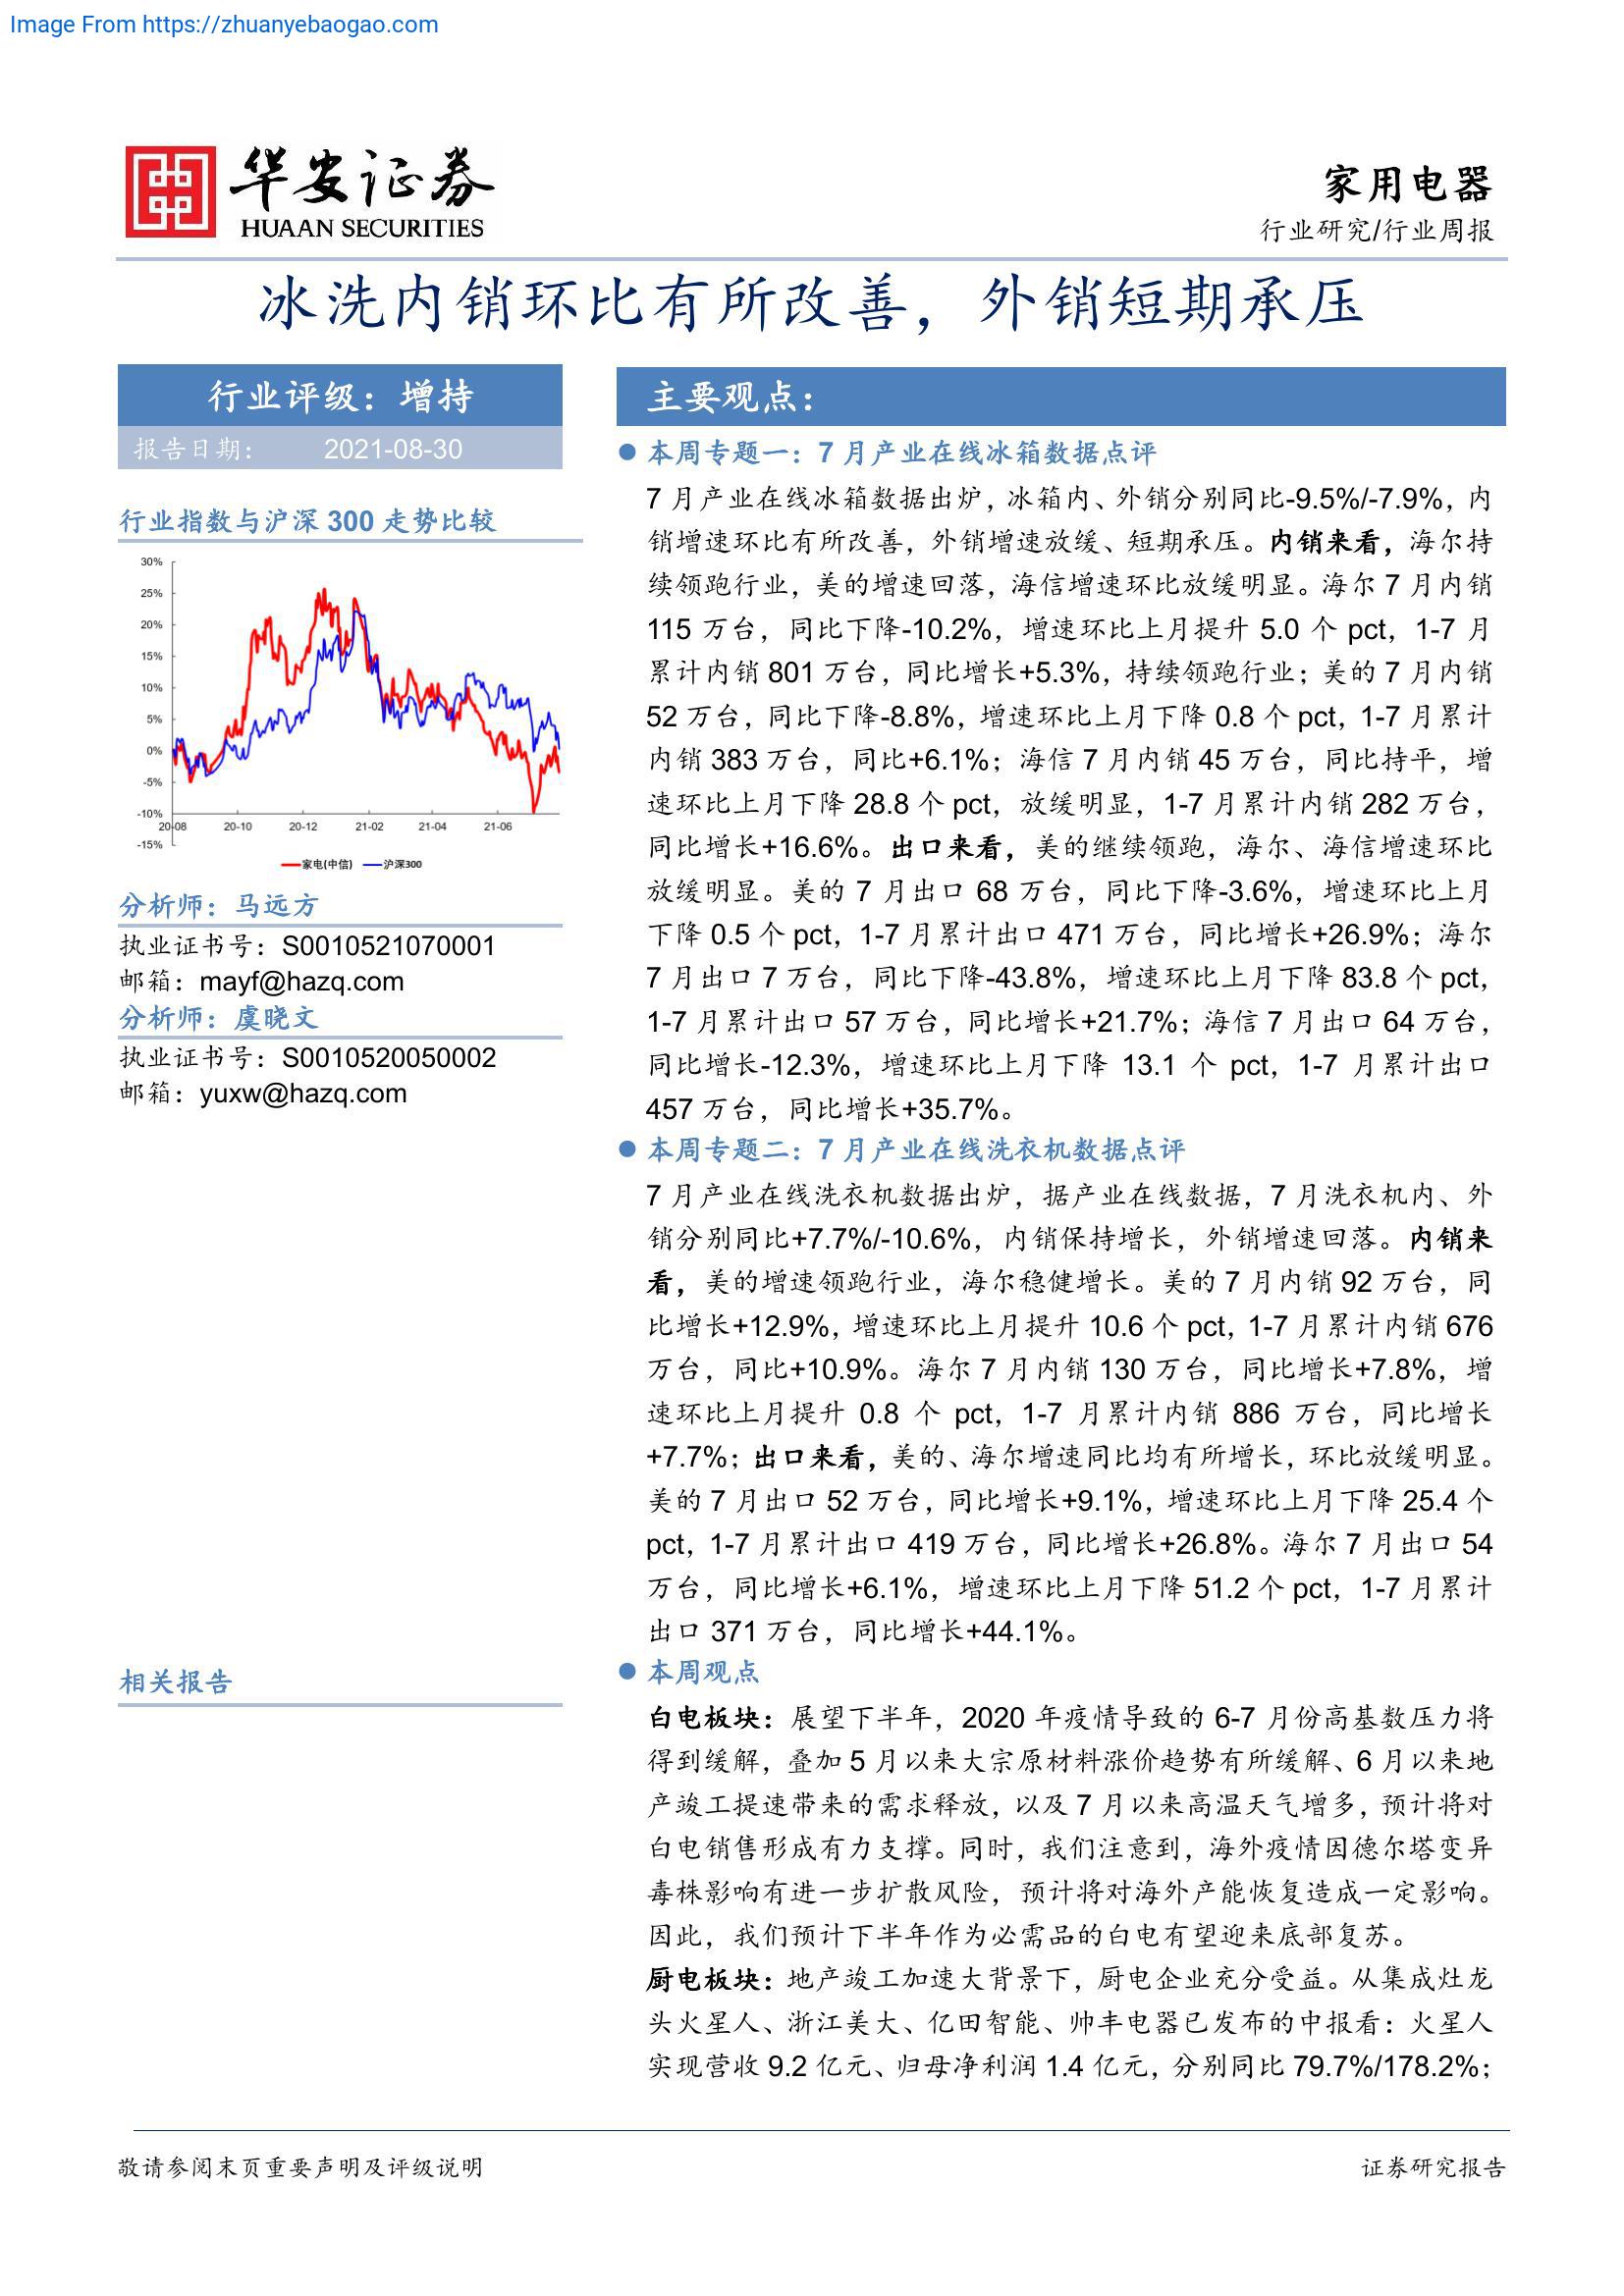 Image From https://zhuanyebaogao.com
华安证券
HUAAN SECURITIES
家用电器
行业研究/行业周报
冰洗内销环比有所改善，外销短期承压
行业评级：增持
报告日期： 2021-08-30
行业指数与沪深 300 走势比较
30%
25%
20%
15%
10%
5%
0%
-5%
-10%
20-08 20-10 20-12 21-02 21-04 21-06
-15%
家电(中信) 沪深300
分析师：马远方
执业证书号：S0010521070001
邮箱：mayf@hazq.com
分析师：虞晓文
执业证书号：S0010520050002
邮箱：yuxw@hazq.com
相关报告
主要观点：
本周专题一：7 月产业在线冰箱数据点评
7 月产业在线冰箱数据出炉，冰箱内、外销分别同比-9.5%/-7.9%，内
销增速环比有所改善，外销增速放缓、短期承压。内销来看，海尔持
续领跑行业，美的增速回落，海信增速环比放缓明显。海尔 7 月内销
115 万台，同比下降-10.2%，增速环比上月提升 5.0 个 pct，1-7 月
累计内销 801 万台，同比增长+5.3%，持续领跑行业；美的 7 月内销
52 万台，同比下降-8.8%，增速环比上月下降 0.8 个 pct，1-7 月累计
内销 383 万台，同比+6.1%；海信 7 月内销 45 万台，同比持平，增
速环比上月下降 28.8 个 pct，放缓明显，1-7 月累计内销 282 万台，
同比增长+16.6%。出口来看，美的继续领跑，海尔、海信增速环比
放缓明显。美的 7 月出口 68 万台，同比下降-3.6%，增速环比上月
下降 0.5 个 pct，1-7 月累计出口 471 万台，同比增长+26.9%；海尔
7 月出口 7 万台，同比下降-43.8%，增速环比上月下降 83.8 个 pct，
1-7 月累计出口 57 万台，同比增长+21.7%；海信 7 月出口 64 万台，
同比增长-12.3%，增速环比上月下降 13.1 个 pct，1-7 月累计出口
457 万台，同比增长+35.7%。
本周专题二：7 月产业在线洗衣机数据点评
7 月产业在线洗衣机数据出炉，据产业在线数据，7 月洗衣机内、外
销分别同比+7.7%/-10.6%，内销保持增长，外销增速回落。内销来
看，美的增速领跑行业，海尔稳健增长。美的 7 月内销 92 万台，同
比增长+12.9%，增速环比上月提升 10.6 个 pct，1-7 月累计内销 676
万台，同比+10.9%。海尔 7 月内销 130 万台，同比增长+7.8%，增
速环比上月提升 0.8 个 pct，1-7 月累计内销 886 万台，同比增长
+7.7%；出口来看，美的、海尔增速同比均有所增长，环比放缓明显。
美的 7 月出口 52 万台，同比增长+9.1%，增速环比上月下降 25.4 个
pct，1-7 月累计出口 419 万台，同比增长+26.8%。海尔 7 月出口 54
万台，同比增长+6.1%，增速环比上月下降 51.2 个 pct，1-7 月累计
出口 371 万台，同比增长+44.1%。
本周观点
白电板块：展望下半年，2020 年疫情导致的 6-7 月份高基数压力将
得到缓解，叠加 5 月以来大宗原材料涨价趋势有所缓解、6 月以来地
产竣工提速带来的需求释放，以及 7 月以来高温天气增多，预计将对
白电销售形成有力支撑。同时，我们注意到，海外疫情因德尔塔变异
毒株影响有进一步扩散风险，预计将对海外产能恢复造成一定影响。
因此，我们预计下半年作为必需品的白电有望迎来底部复苏。
厨电板块：地产竣工加速大背景下，厨电企业充分受益。从集成灶龙
头火星人、浙江美大、亿田智能、帅丰电器已发布的中报看：火星人
实现营收 9.2 亿元、归母净利润 1.4 亿元，分别同比 79.7%/178.2%；
敬请参阅末页重要声明及评级说明
证券研究报告